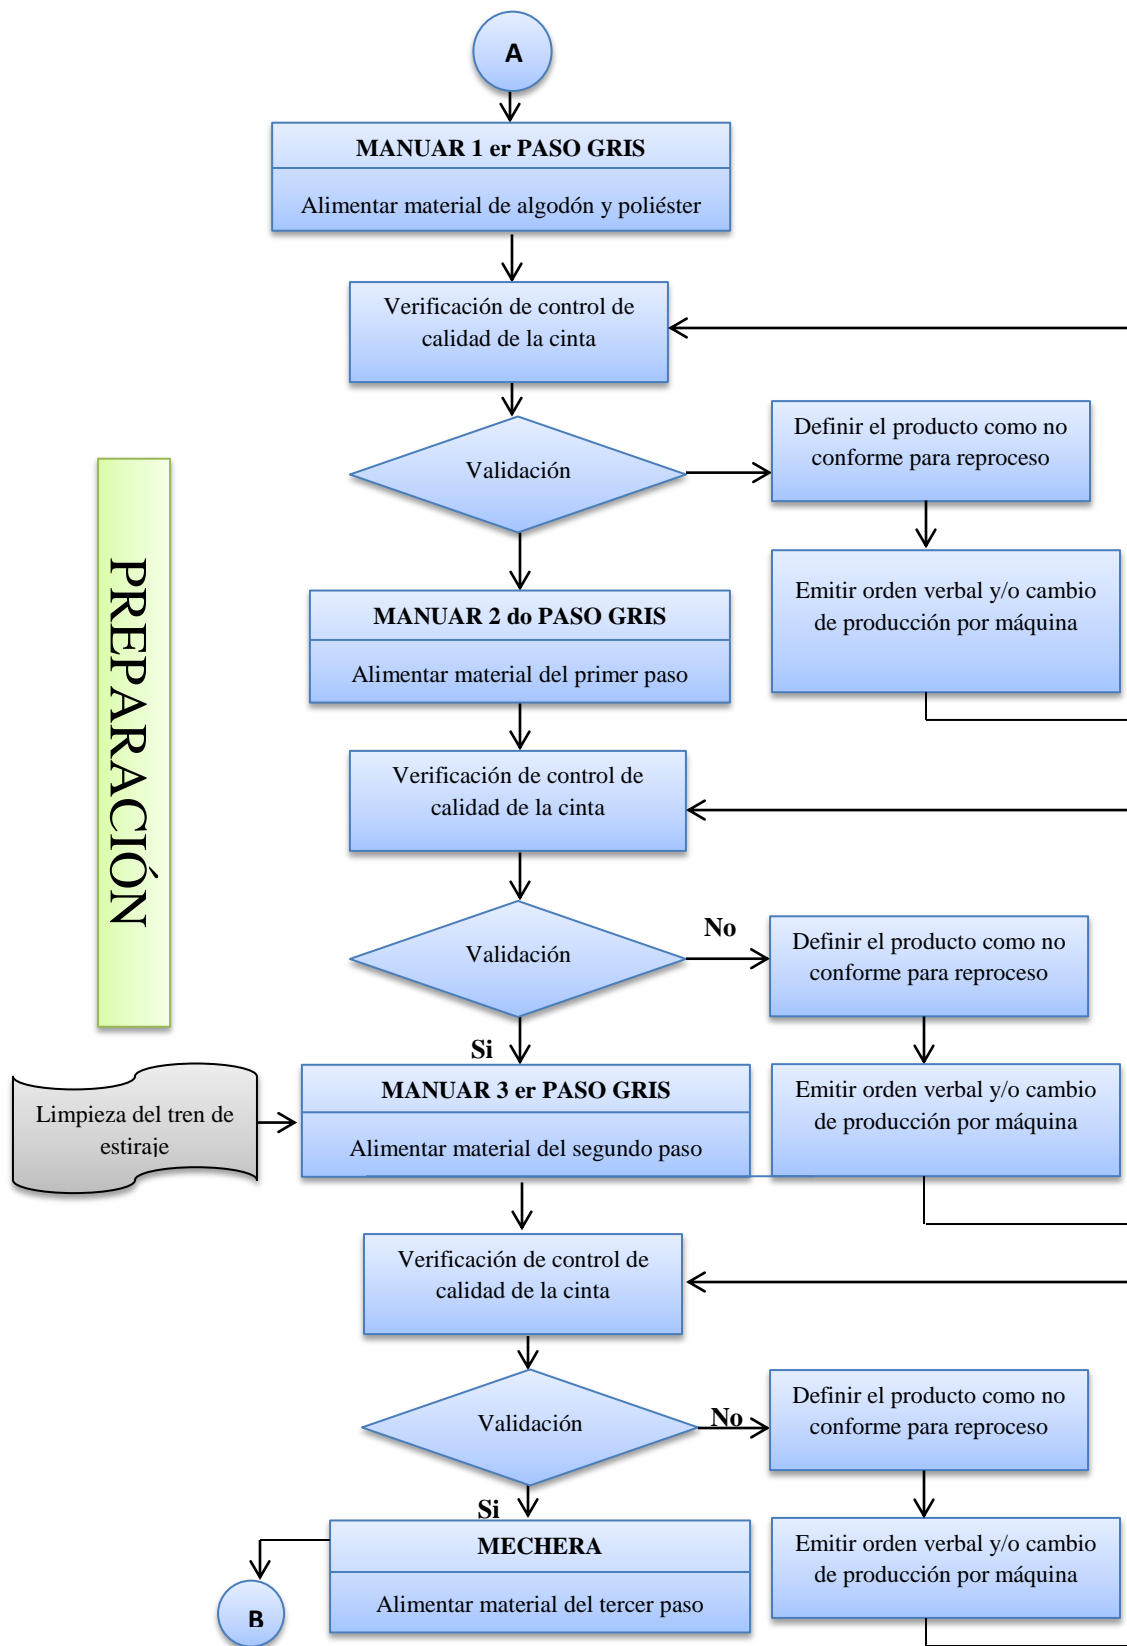 A
MANUAR 1 er PASO GRIS
Alimentar material de algodón y poliéster
Verificación de control de
calidad de la cinta
Validación
Definir el producto como no
conforme para reproceso
Emitir orden verbal y/o cambio
de producción por máquina
PREPARACIÓN
MANUAR 2 do PASO GRIS
Alimentar material del primer paso
Verificación de control de
calidad de la cinta
Validación
No
Definir el producto como no
conforme para reproceso
Si
Emitir orden verbal y/o cambio
de producción por máquina
Limpieza del tren de
estiraje
MANUAR 3 er PASO GRIS
Alimentar material del segundo paso
Verificación de control de
calidad de la cinta
Validación
No
Definir el producto como no
conforme para reproceso
Si
Emitir orden verbal y/o cambio
de producción por máquina
MECHERA
Alimentar material del tercer paso
B